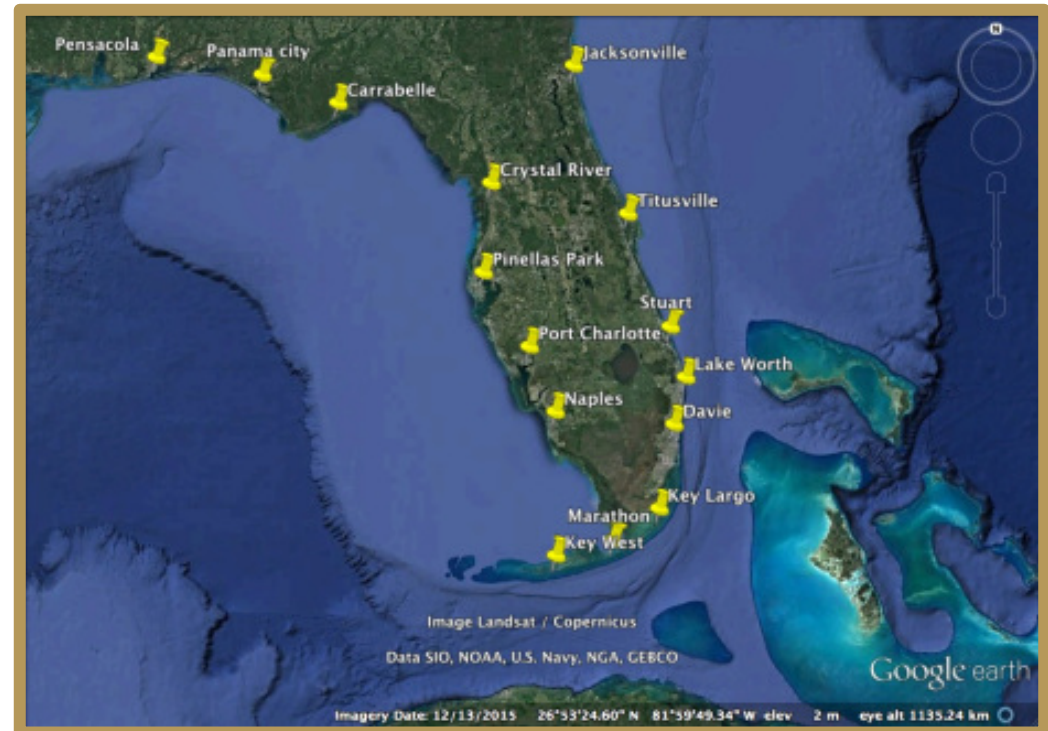 Pensacola
Panama city
Jacksonville
Carrabelle
Crystal River
Titusville
Pinellas Park
Stuart
Port Charlotte
Lake Worth
Naples
Davie
Key Largo
Marathon
Key West
Image Landsat / Copernicus
Data SIO, NOAA, U.S. Navy, NGA, GEBCO
Google earth
Imagery Date: 12/13/2015 26°53'24.60" N 81°59'49.34" W elev 2 m eye alt 1135.24 km
N